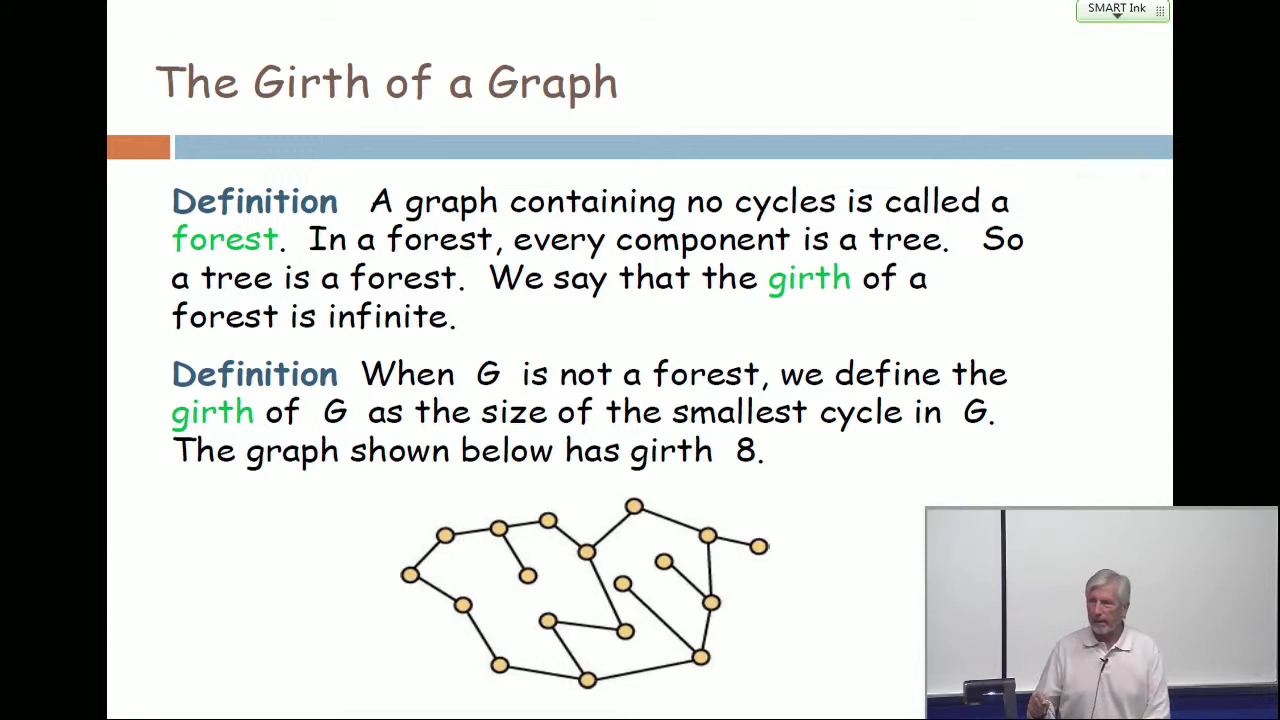 SMART Ink
The Girth of a Graph
Definition A graph containing no cycles is called a
forest. In a forest, every component is a tree. So
a tree is a forest. We say that the girth of a
forest is infinite.
Definition When G is not a forest, we define the
girth of G as the size of the smallest cycle in G.
The graph shown below has girth 8.